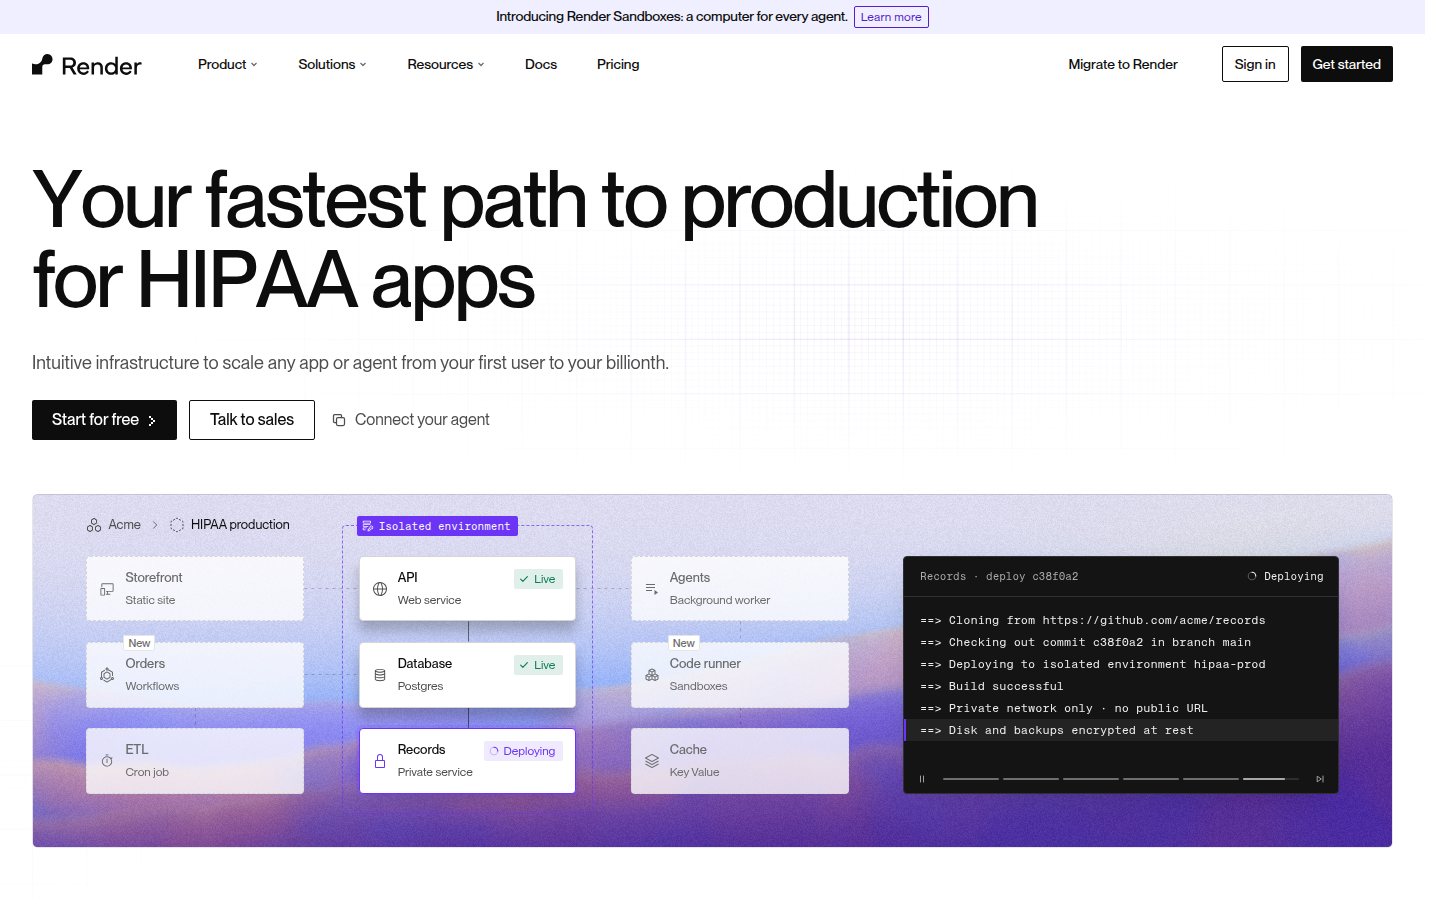 Introducing Render Sandboxes: a computer for every agent. Learn more
Render
Product
Solutions
Resources
Docs
Pricing
Migrate to Render
Sign in
Get started
Your fastest path to production
for HIPAA apps
Intuitive infrastructure to scale any app or agent from your first user to your billionth.
Start for free
Talk to sales
Connect your agent
Acme
HIPAA production
Isolated environment
Storefront
Static site
API
Web service
Live
Agents
Background worker
New
Orders
Workflows
Database
Postgres
Live
New
Code runner
Sandboxes
ETL
Cron job
Records
Private service
Deploying
Cache
Key Value
Records · deploy c38f0a2
Deploying
==> Cloning from https://github.com/acme/records
==> Checking out commit c38f0a2 in branch main
==> Deploying to isolated environment hipaa-prod
==> Build successful
==> Private network only · no public URL
==> Disk and backups encrypted at rest